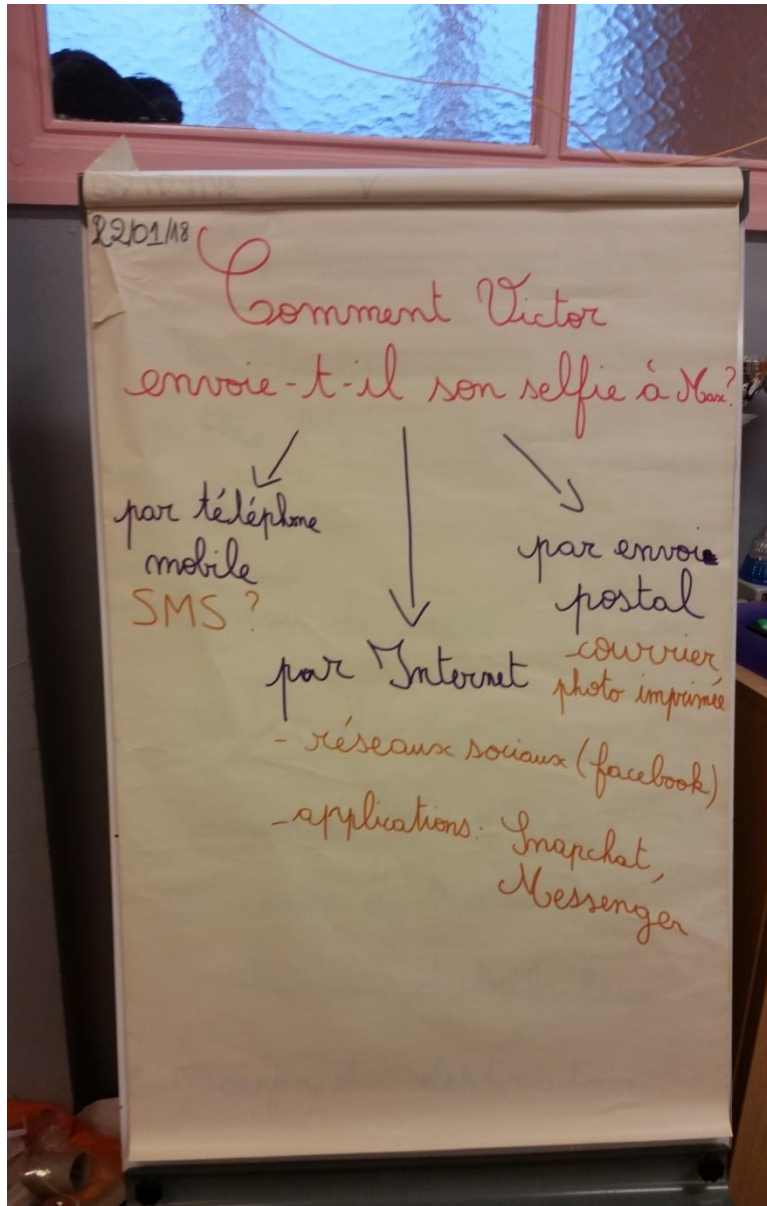 22/01/18
Comment Victor
envoie-t-il son selfie à Max?
par téléphone
mobile
SMS ?
par Internet
- réseaux sociaux (facebook)
- applications: Snapchat,
Messenger
par envoi
postal
- courrier
photo imprimée